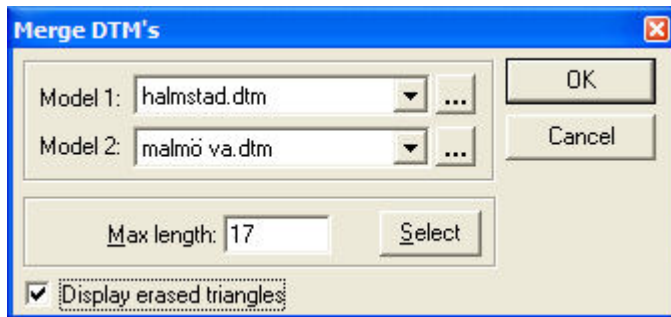 Merge DTM's
Model 1: halmstad.dtm ...
OK
Model 2: malmö va.dtm ...
Cancel
Max length: 17 Select
Display erased triangles